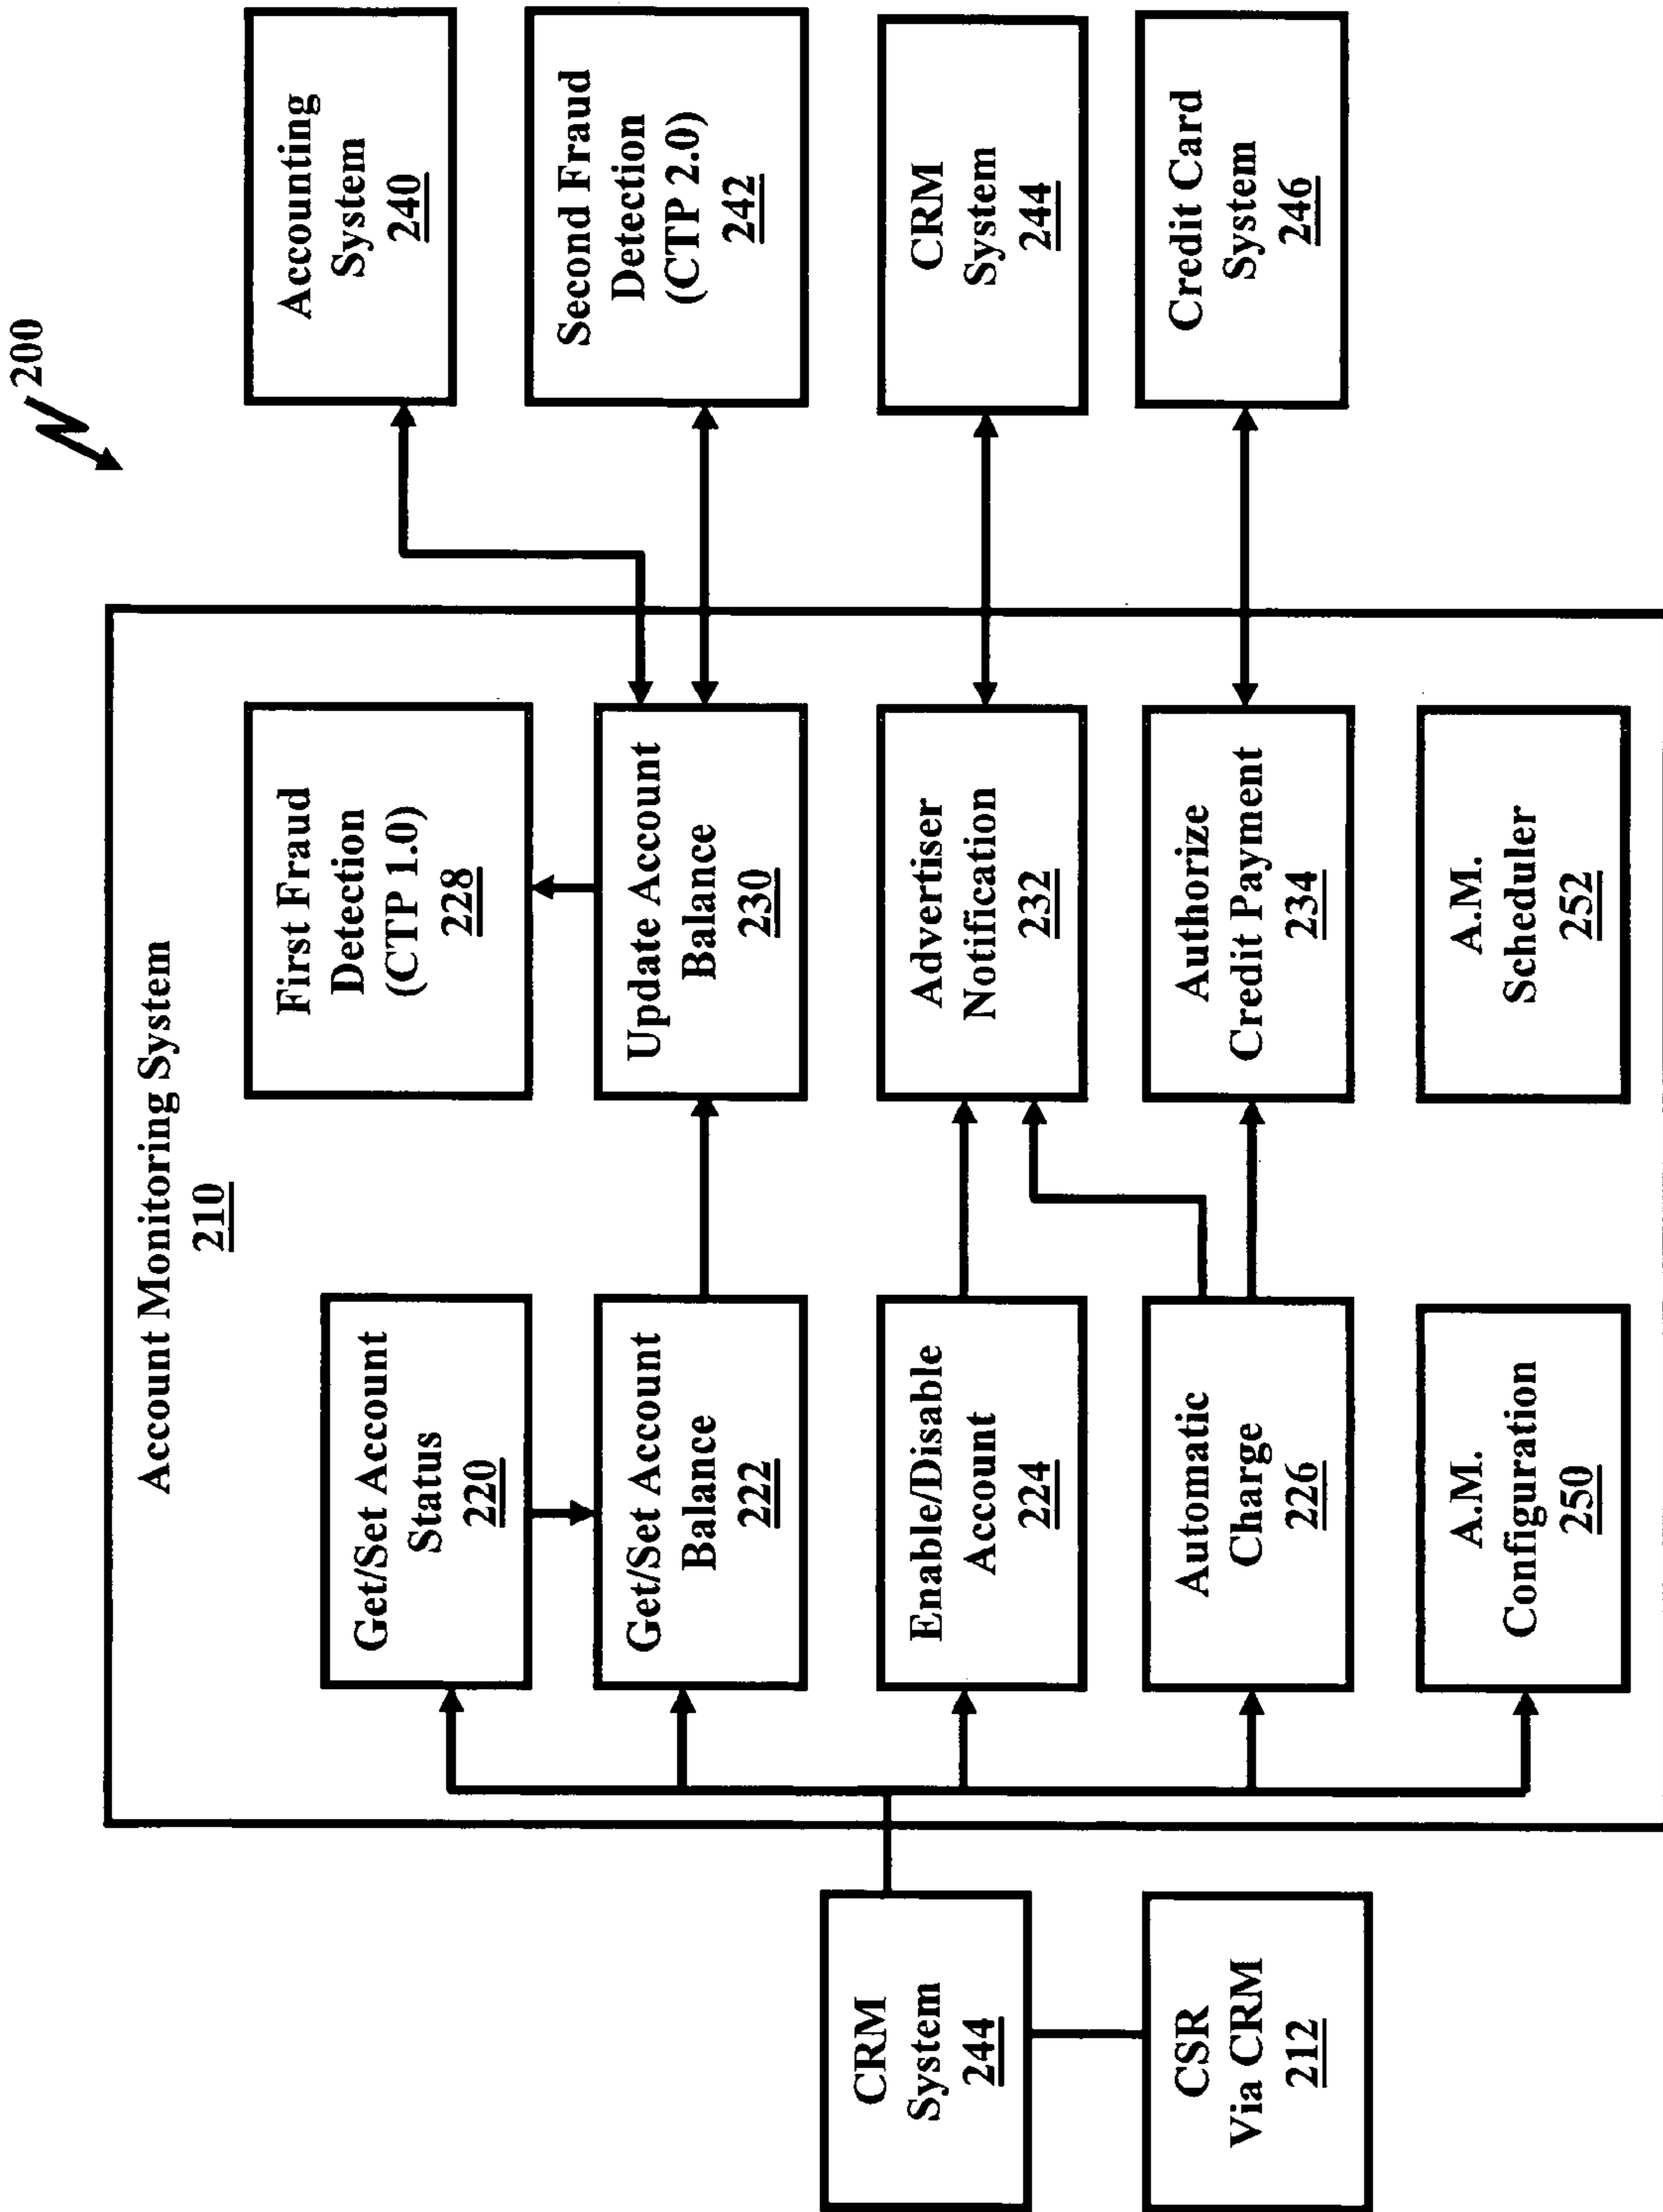 200
Account Monitoring System
210
CRM
System
244
CSR
Via CRM
212
Get/Set Account
Status
220
Get/Set Account
Balance
222
Enable/Disable
Account
224
Automatic
Charge
226
A.M.
Configuration
250
First Fraud
Detection
(CTP 1.0)
228
Update Account
Balance
230
Advertiser
Notification
232
Authorize
Credit Payment
234
A.M.
Scheduler
252
Accounting
System
240
Second Fraud
Detection
(CTP 2.0)
242
CRM
System
244
Credit Card
System
246